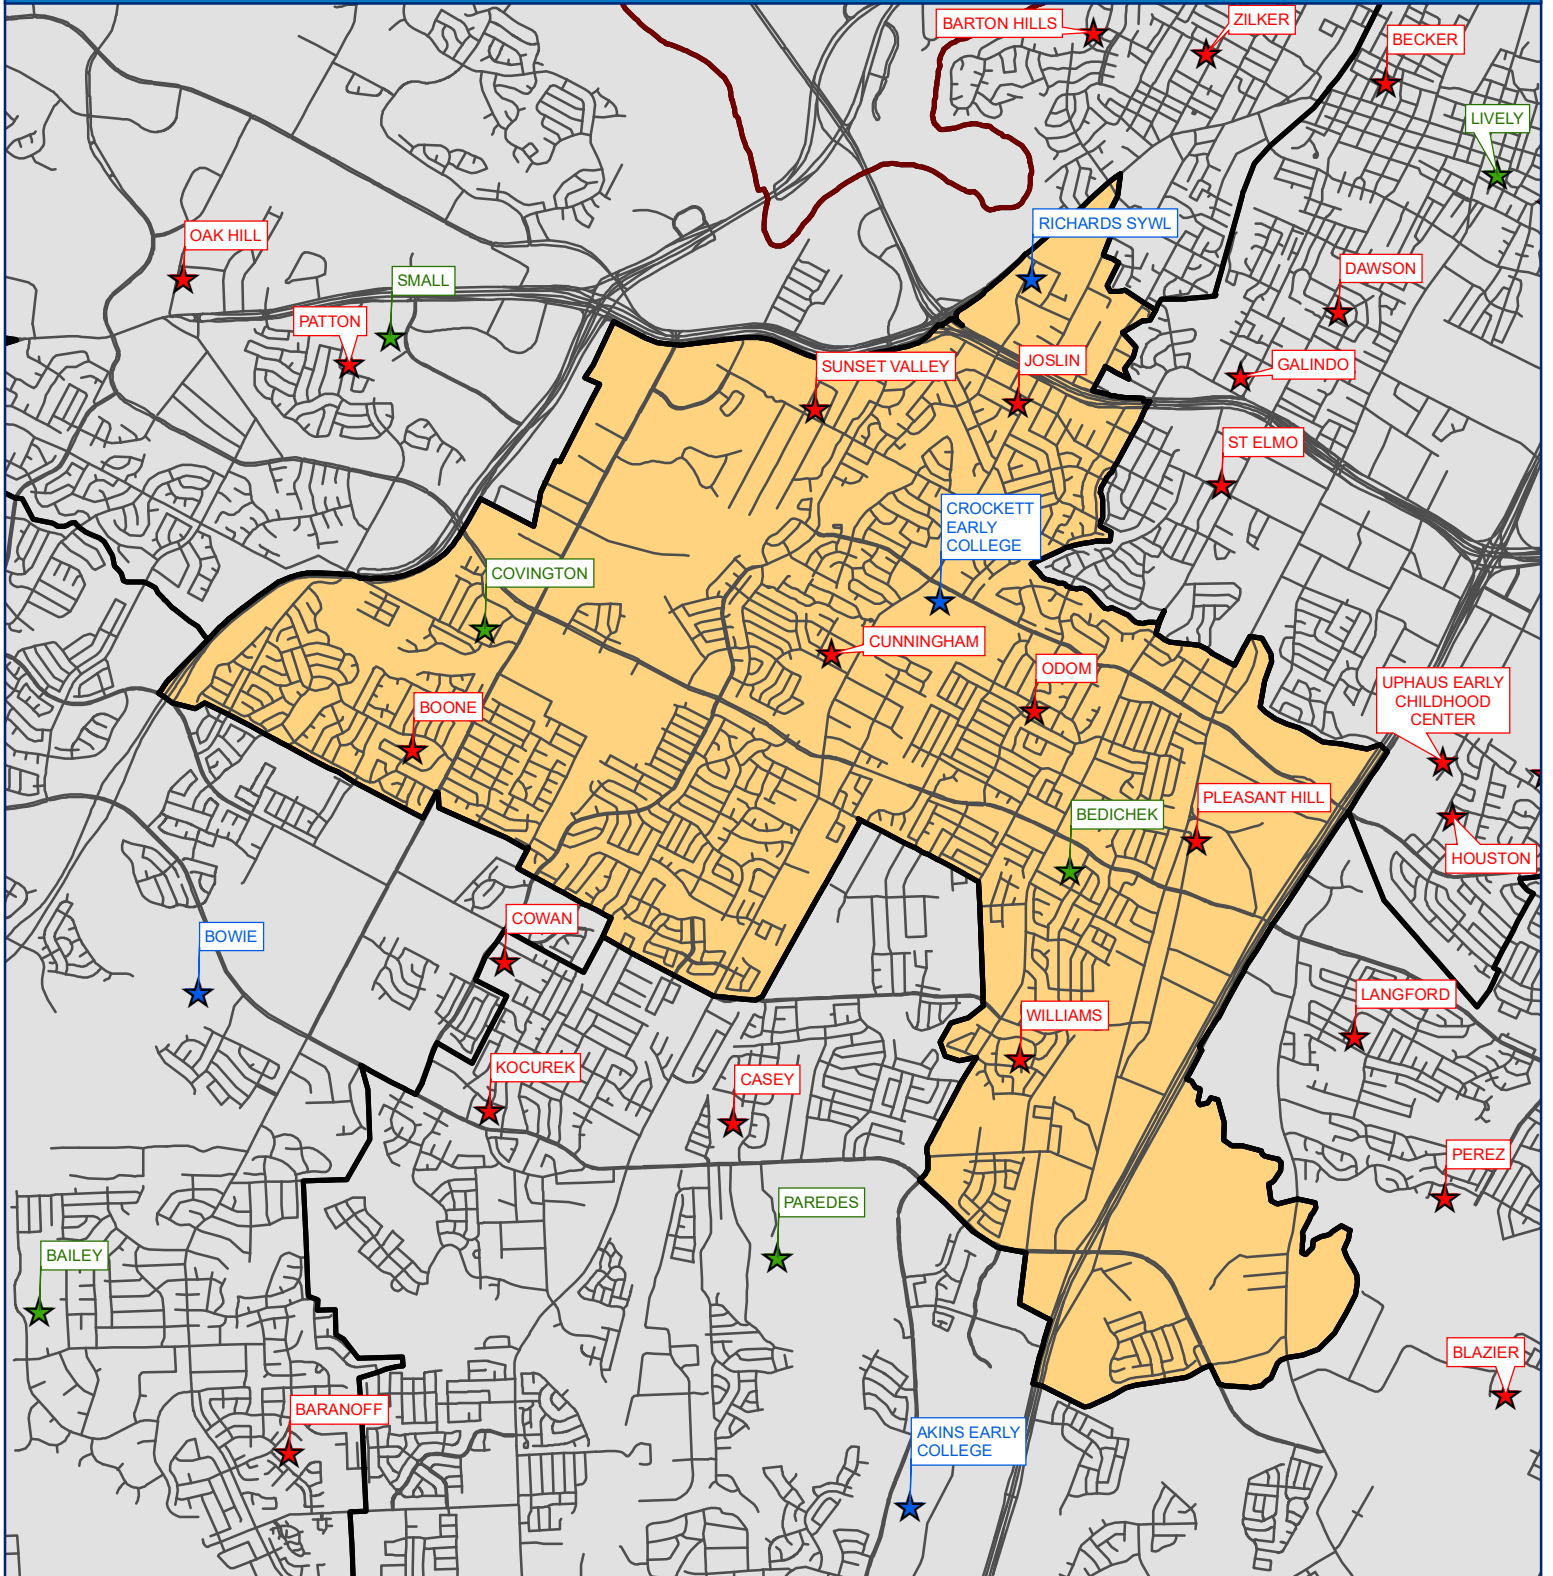 BARTON HILLS
ZILKER
BECKER
LIVELY
RICHARDS SYWL
OAK HILL
SMALL
DAWSON
PATTON
SUNSET VALLEY
JOSLIN
GALINDO
ST ELMO
CROCKETT
EARLY
COLLEGE
COVINGTON
CUNNINGHAM
ODOM
UPHAUS EARLY
CHILDHOOD
CENTER
BOONE
PLEASANT HILL
BEDICHEK
HOUSTON
COWAN
BOWIE
LANGFORD
WILLIAMS
KOCUREK
CASEY
PEREZ
PAREDES
BAILEY
BLAZIER
BARANOFF
AKINS EARLY
COLLEGE